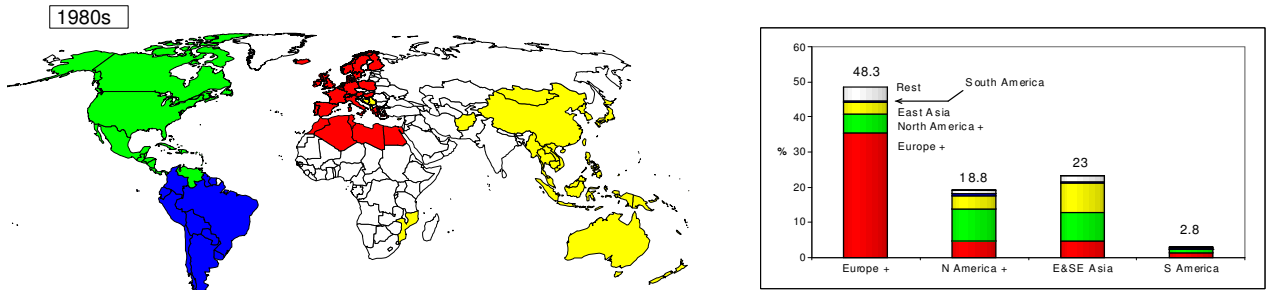 1980s
60
50
40
%
30
20
10
0
48.3
Rest
South America
East Asia
North America +
Europe +
18.8
23
2.8
Europe +
N America +
E&SE Asia
S America